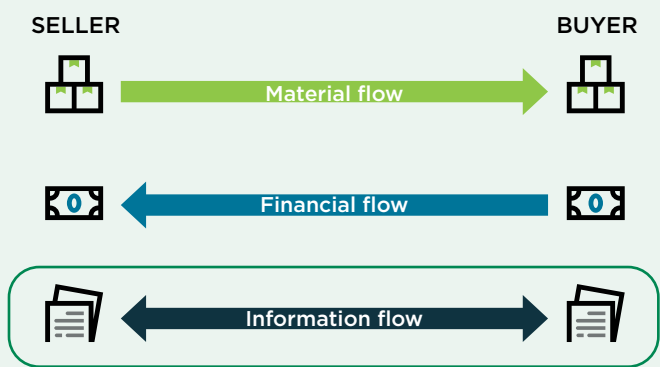 SELLER
BUYER
Material flow
Financial flow
Information flow